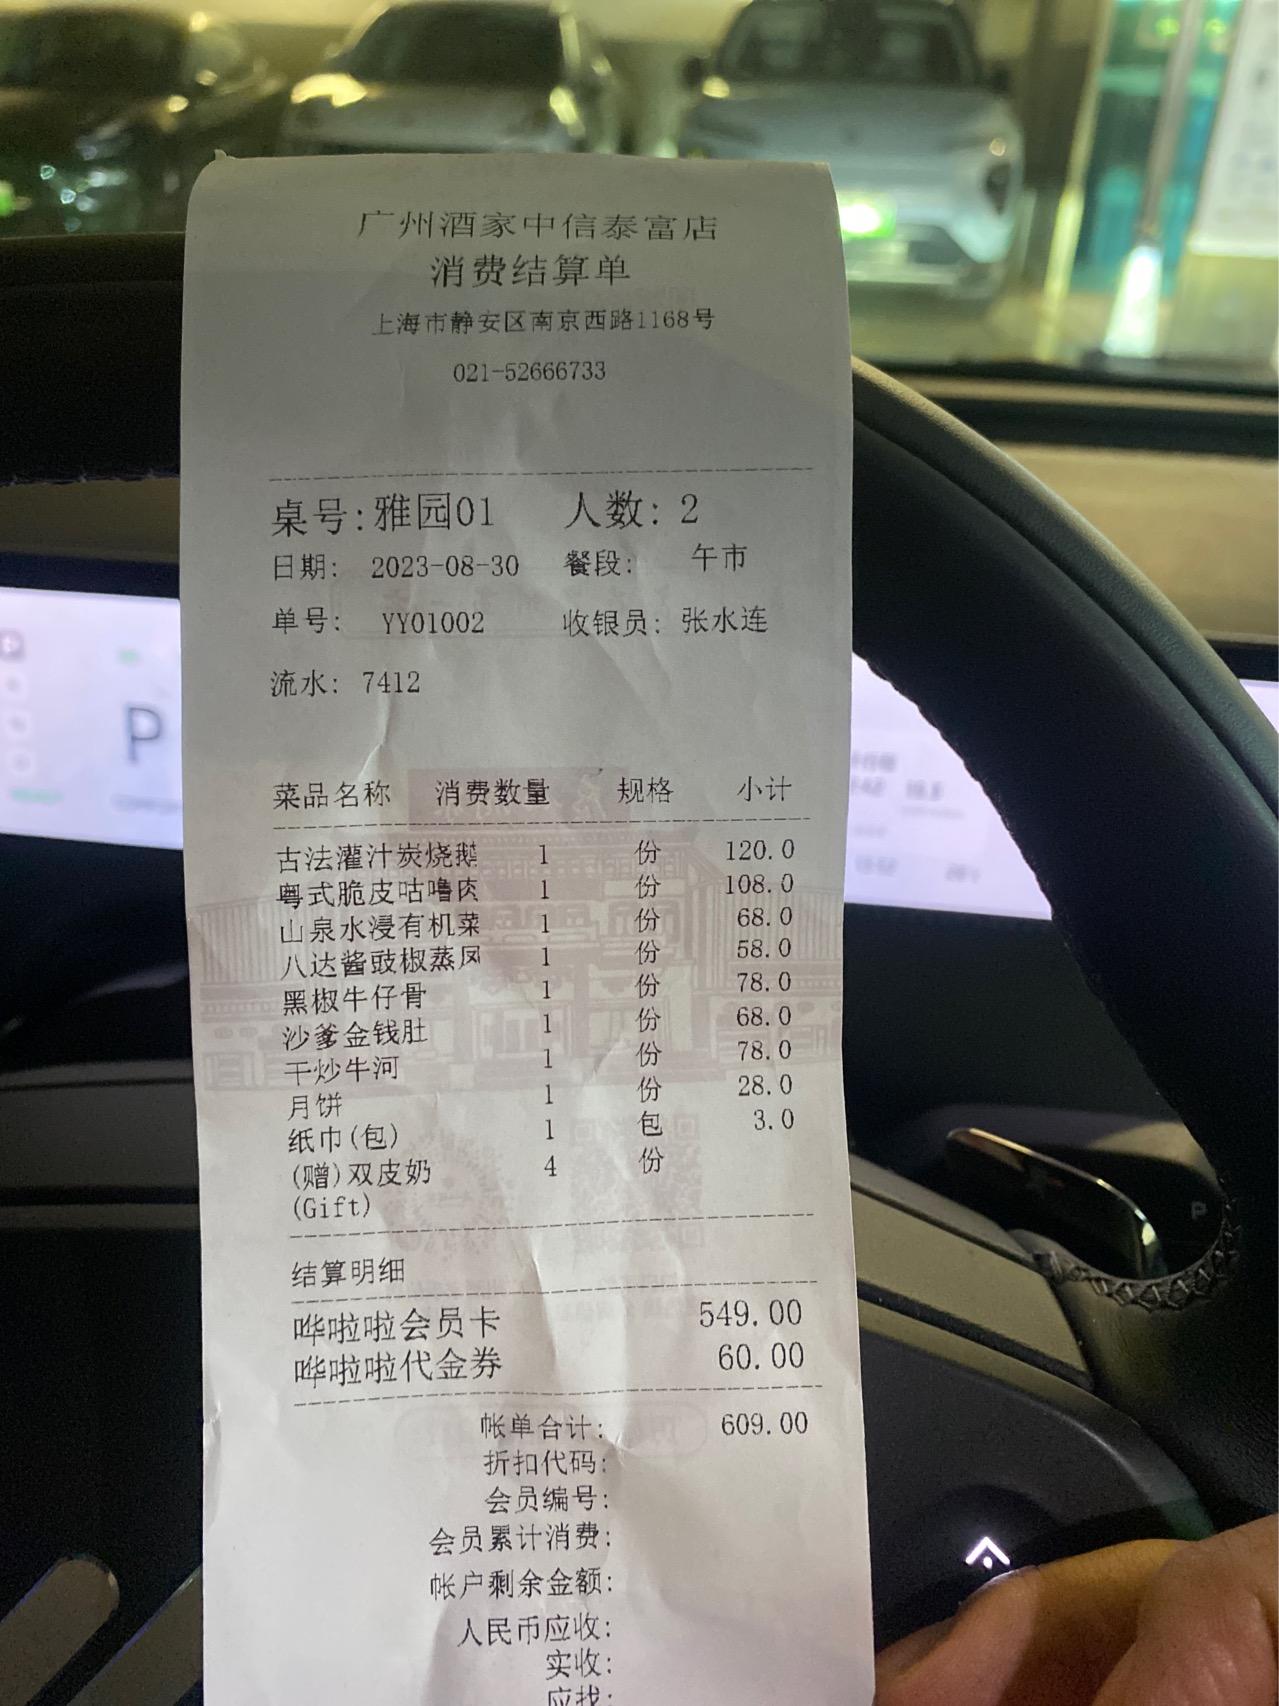 广州酒家中信泰富店
消费结算单
上海市静安区南京西路1168号
021-52666733
桌号:雅园01 人数: 2
日期: 2023-08-30 餐段: 午市
单号: YY01002 收银员: 张水连
流水: 7412
菜品名称 消费数量 规格 小计
古法灌汁炭烧鹅 1 份 120.0
粤式脆皮咕噜肉 1 份 108.0
山泉水浸有机菜 1 份 68.0
八达酱豉椒蒸凤 1 份 58.0
黑椒牛仔骨 1 份 78.0
沙爹金钱肚 1 份 68.0
干炒牛河 1 份 78.0
月饼 1 份 28.0
纸巾(包) 1 包 3.0
(赠)双皮奶 4 份
(Gift)
结算明细
哗啦啦会员卡 549.00
哗啦啦代金券 60.00
帐单合计: 609.00
折扣代码:
会员编号:
会员累计消费:
帐户剩余金额:
人民币应收:
实收:
应找:
P
P